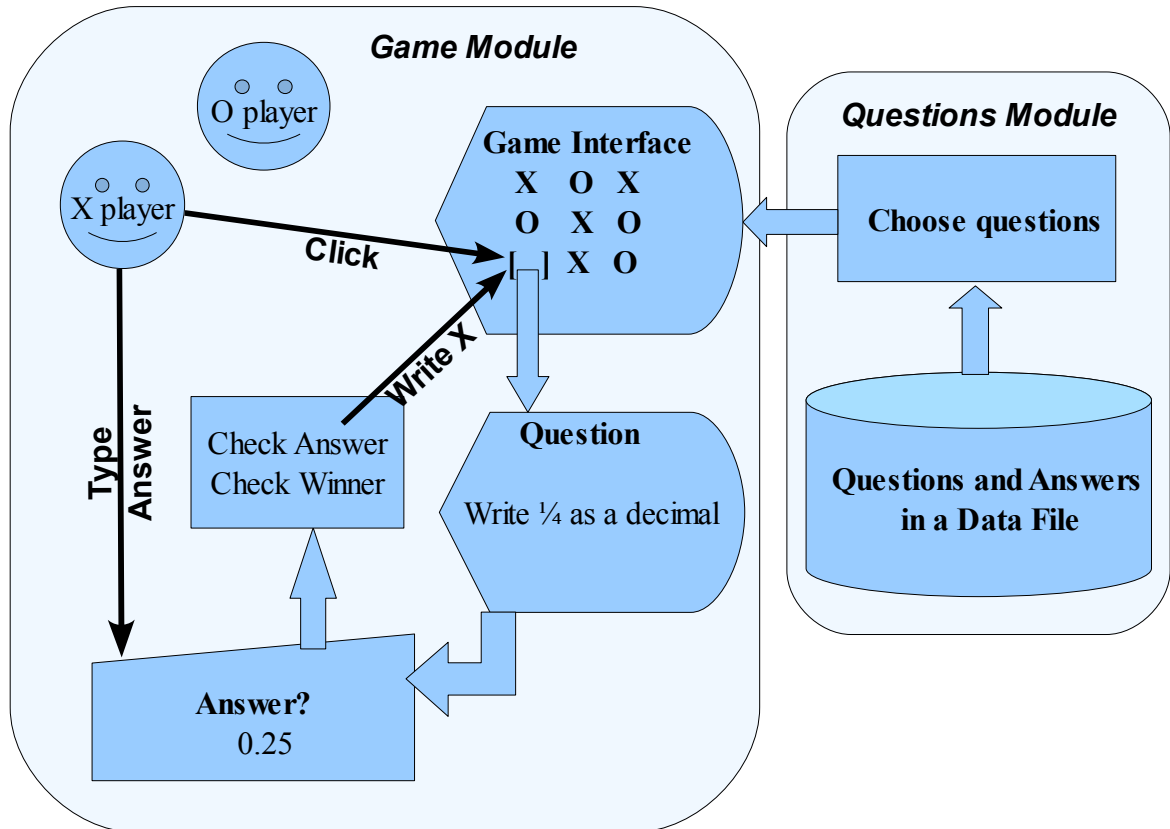 Game Module
O player
X player
Click
Type
Answer
Write X
Game Interface
X O X
O X O
[ ] X O
Check Answer
Check Winner
Question
Write ¼ as a decimal
Answer?
0.25
Questions Module
Choose questions
Questions and Answers
in a Data File